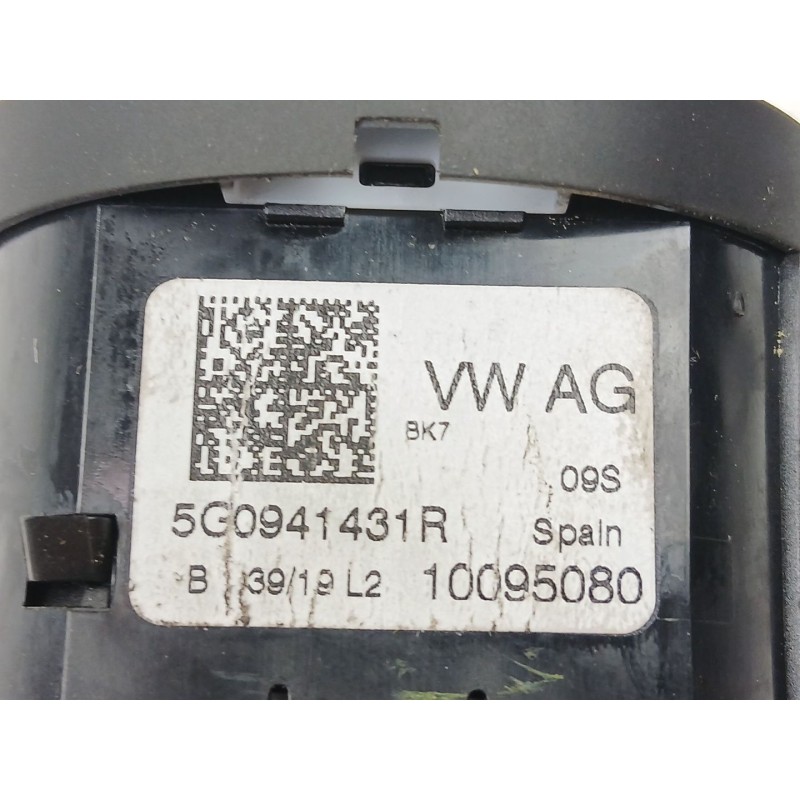 VW AG
BK7
09S
5G0941431R Spain
B 39/19 L2 10095080